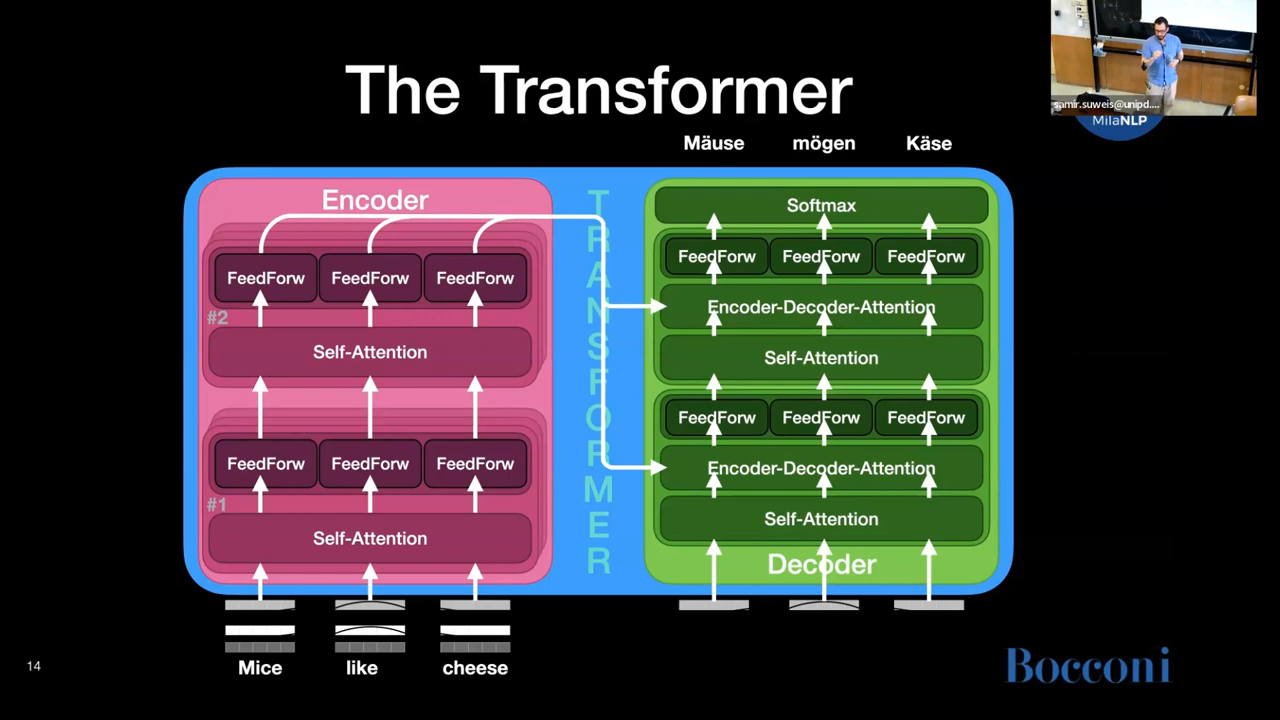 The Transformer
samir.suweis@unipd....
MilaNLP
Mäuse mögen Käse
Encoder
FeedForw FeedForw FeedForw
#2
Self-Attention
FeedForw FeedForw FeedForw
#1
Self-Attention
Mice like cheese
T
R
A
N
S
F
O
R
M
E
R
Softmax
FeedForw FeedForw FeedForw
Encoder-Decoder-Attention
Self-Attention
FeedForw FeedForw FeedForw
Encoder-Decoder-Attention
Self-Attention
Decoder
14
Bocconi